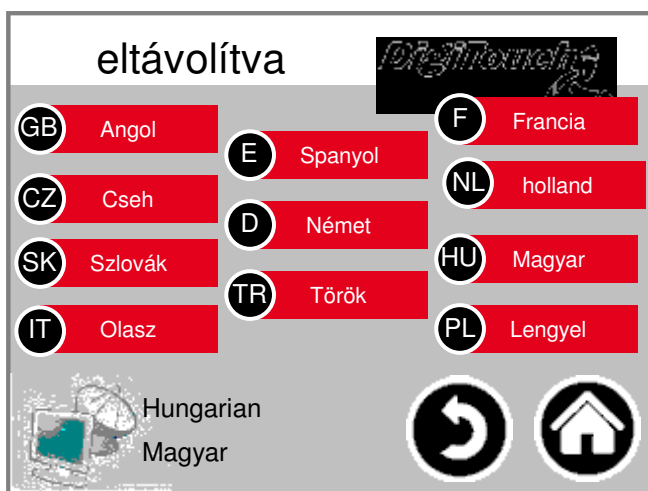 eltávolítva
DigiTouch
GB Angol
CZ Cseh
SK Szlovák
IT Olasz
E Spanyol
D Német
TR Török
F Francia
NL holland
HU Magyar
PL Lengyel
Hungarian
Magyar